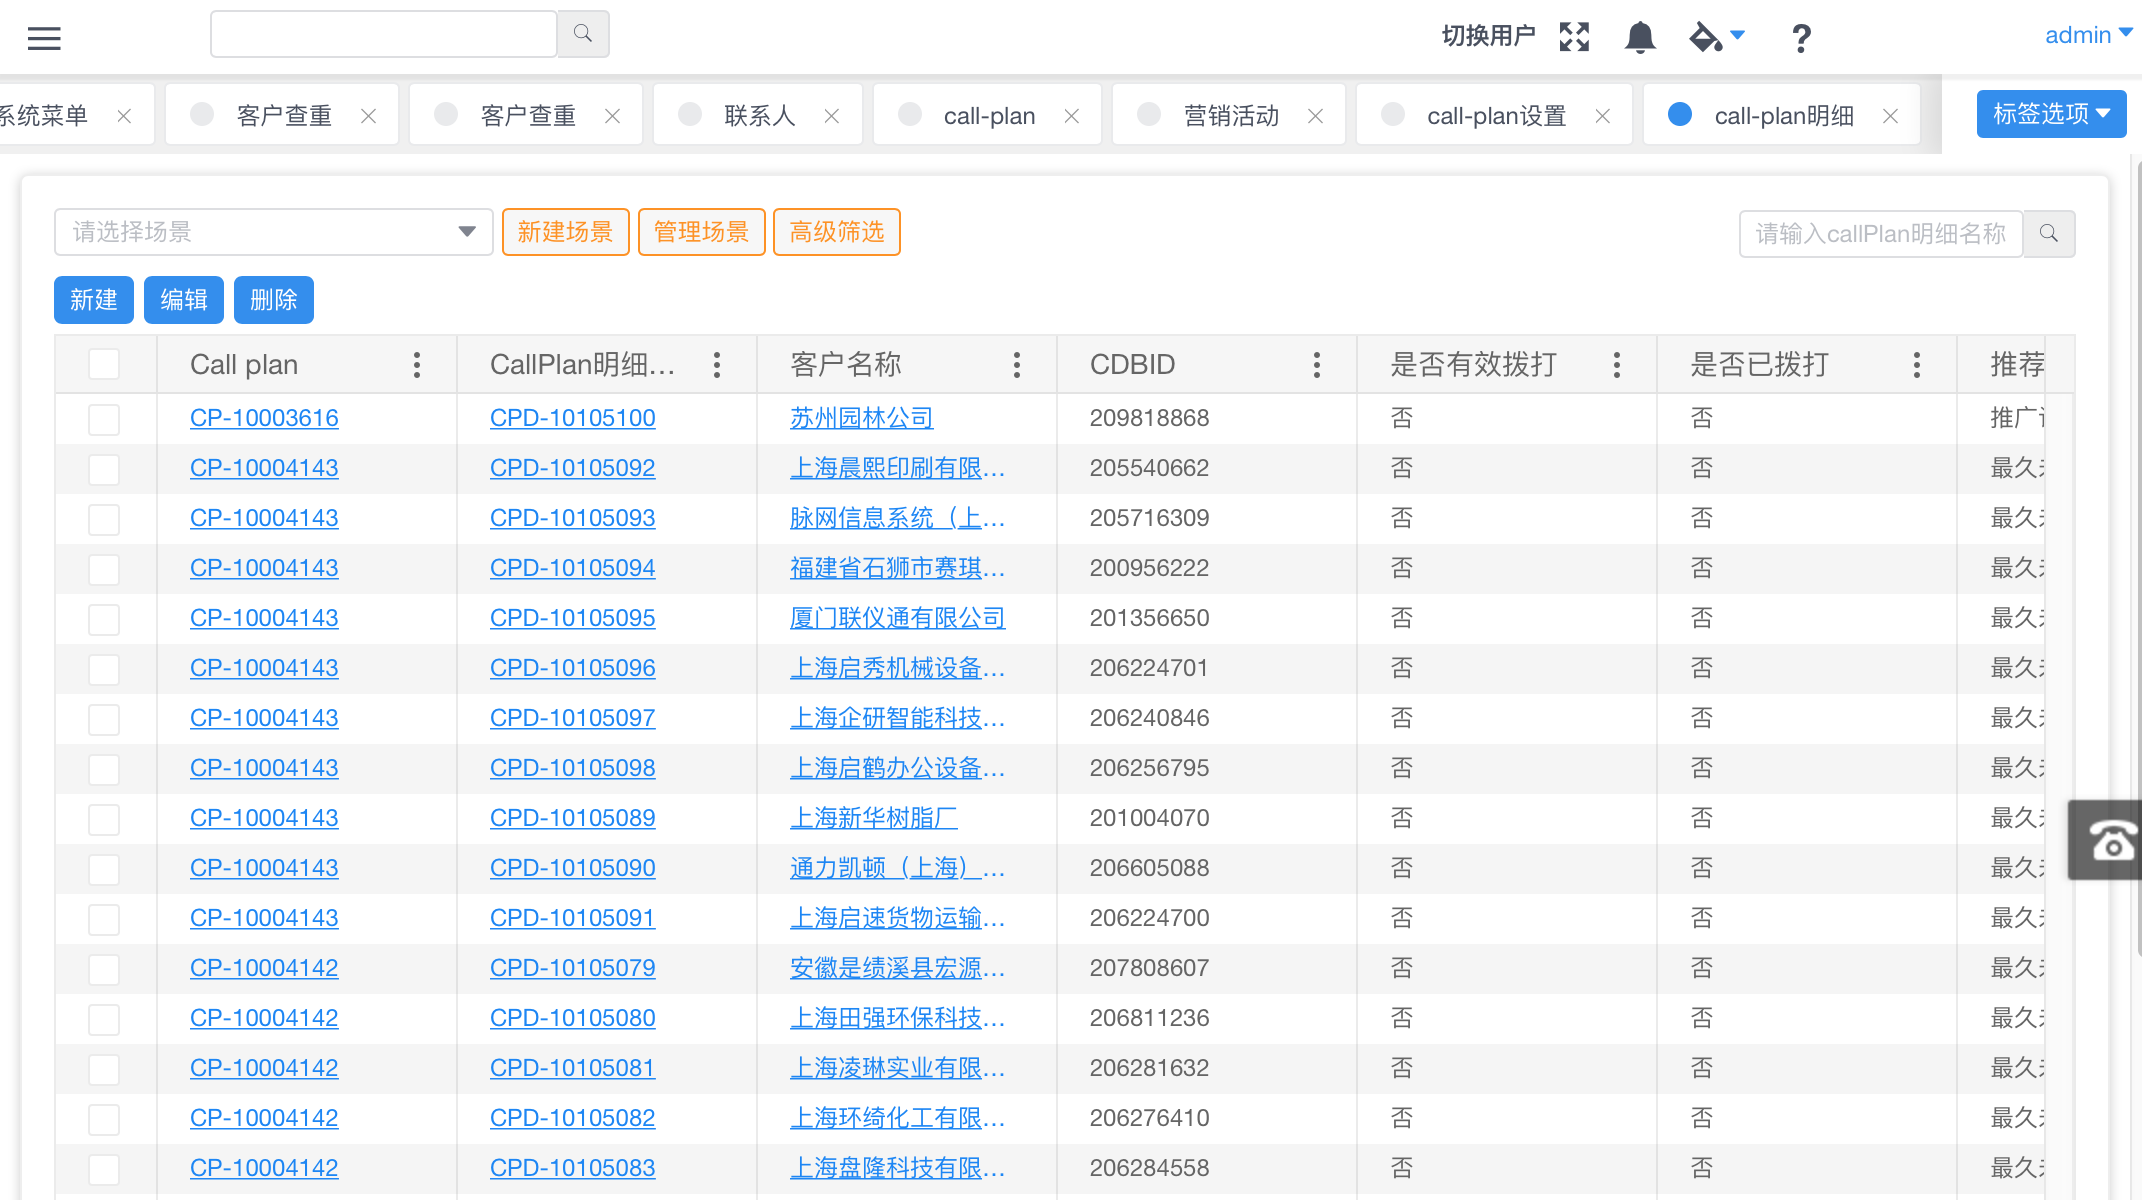 切换用户
admin
系统菜单
客户查重
客户查重
联系人
call-plan
营销活动
call-plan设置
call-plan明细
标签选项
请选择场景
新建场景
管理场景
高级筛选
请输入callPlan明细名称
新建
编辑
删除
Call plan CallPlan明细... 客户名称 CDBID 是否有效拨打 是否已拨打 推荐
CP-10003616 CPD-10105100 苏州园林公司 209818868 否 否 推广
CP-10004143 CPD-10105092 上海晨熙印刷有限... 205540662 否 否 最久
CP-10004143 CPD-10105093 脉网信息系统（上... 205716309 否 否 最久
CP-10004143 CPD-10105094 福建省石狮市赛琪... 200956222 否 否 最久
CP-10004143 CPD-10105095 厦门联仪通有限公司 201356650 否 否 最久
CP-10004143 CPD-10105096 上海启秀机械设备... 206224701 否 否 最久
CP-10004143 CPD-10105097 上海企研智能科技... 206240846 否 否 最久
CP-10004143 CPD-10105098 上海启鹤办公设备... 206256795 否 否 最久
CP-10004143 CPD-10105089 上海新华树脂厂 201004070 否 否 最久
CP-10004143 CPD-10105090 通力凯顿（上海）... 206605088 否 否 最久
CP-10004143 CPD-10105091 上海启速货物运输... 206224700 否 否 最久
CP-10004142 CPD-10105079 安徽是绩溪县宏源... 207808607 否 否 最久
CP-10004142 CPD-10105080 上海田强环保科技... 206811236 否 否 最久
CP-10004142 CPD-10105081 上海凌琳实业有限... 206281632 否 否 最久
CP-10004142 CPD-10105082 上海环绮化工有限... 206276410 否 否 最久
CP-10004142 CPD-10105083 上海盘隆科技有限... 206284558 否 否 最久